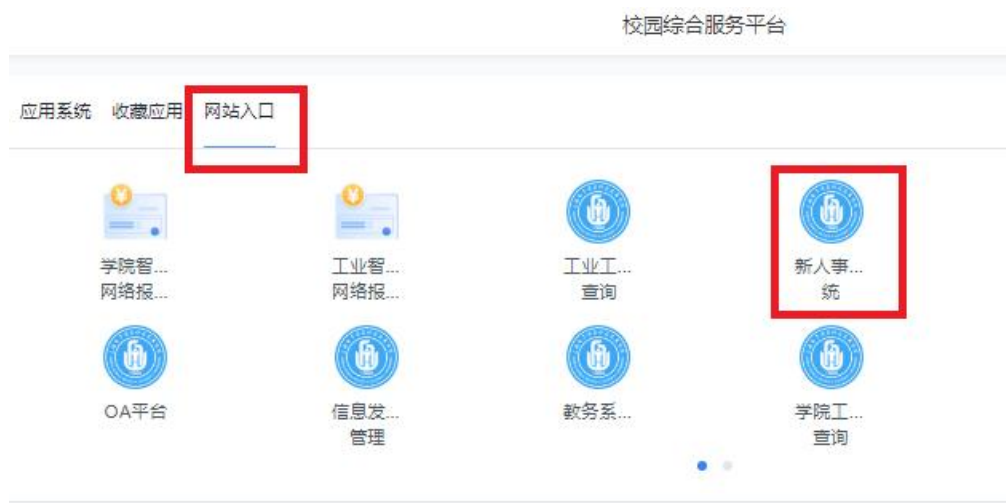 校园综合服务平台
应用系统 收藏应用 网站入口
学院智...
网络报...
工业智...
网络报...
工业工...
查询
新人事...
统
OA平台
信息发...
管理
教务系...
学院工...
查询